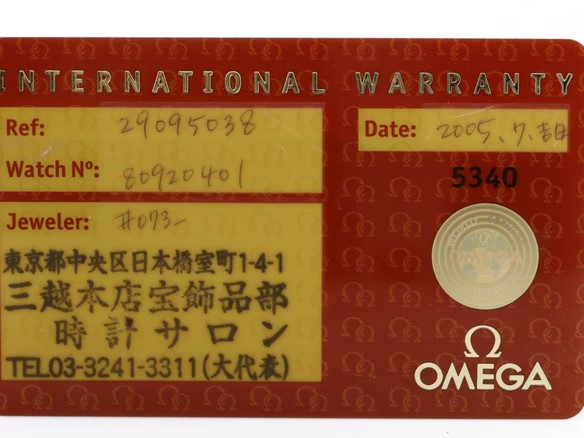 INTERNATIONAL WARRANTY
Ref: 29095038
Date: 2005.7.吉日
Watch Nº: 80920401
5340
Jeweler: #073-
東京都中央区日本橋室町1-4-1
三越本店宝飾品部
時計サロン
TEL03-3241-3311(大代表)
Ω
OMEGA